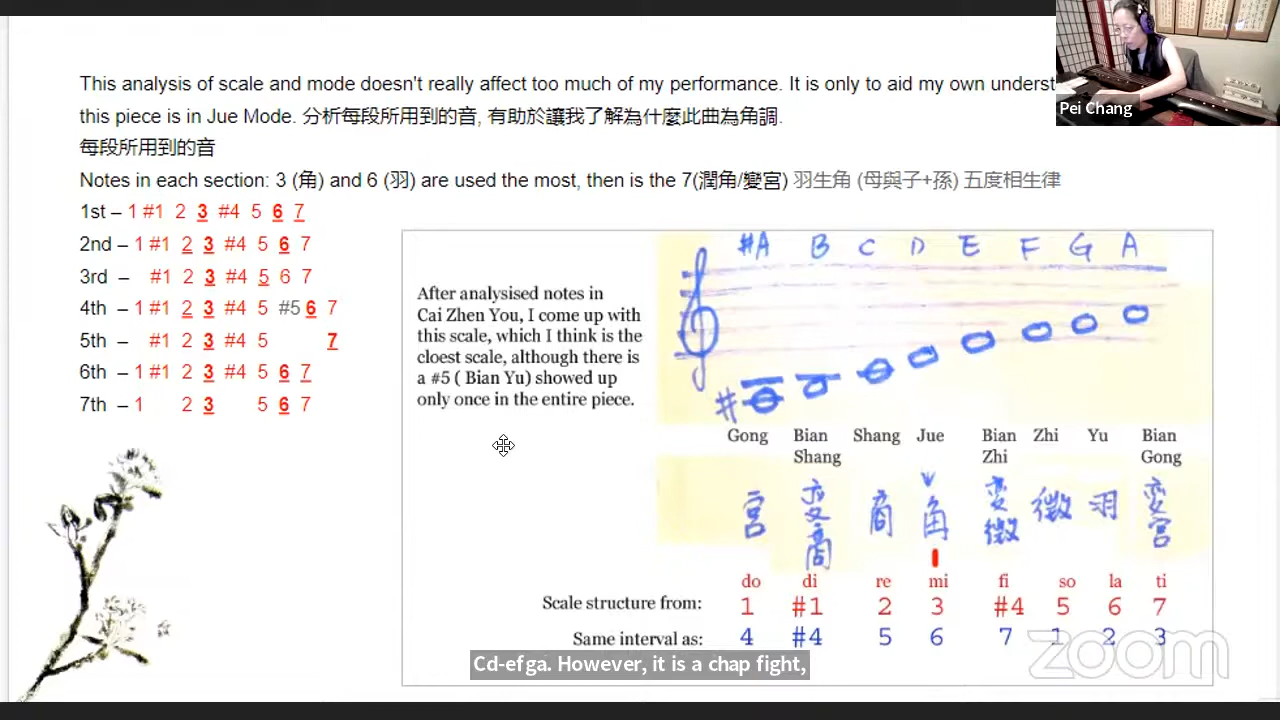 This analysis of scale and mode doesn't really affect too much of my performance. It is only to aid my own underst
this piece is in Jue Mode. 分析每段所用到的音, 有助於讓我了解為什麼此曲為角調.
每段所用到的音
Notes in each section: 3 (角) and 6 (羽) are used the most, then is the 7(潤角/變宮) 羽生角 (母與子+孫) 五度相生律
1st – 1 #1 2 3 #4 5 6 7
2nd – 1 #1 2 3 #4 5 6 7
3rd – #1 2 3 #4 5 6 7
4th – 1 #1 2 3 #4 5 #5 6 7
5th – #1 2 3 #4 5 7
6th – 1 #1 2 3 #4 5 6 7
7th – 1 2 3 5 6 7
After analysised notes in
Cai Zhen You, I come up with
this scale, which I think is the
cloest scale, although there is
a #5 ( Bian Yu) showed up
only once in the entire piece.
#A B C D E F G A
#
Gong Bian Shang Jue Bian Zhi Yu Bian
Shang Zhi Gong
宮 变商 商 角 变徵 徵 羽 变宮
do di re mi fi so la ti
Scale structure from: 1 #1 2 3 #4 5 6 7
Same interval as: 4 #4 5 6 7 1 2 3
Cd-efga. However, it is a chap fight,
zoom
Pei Chang